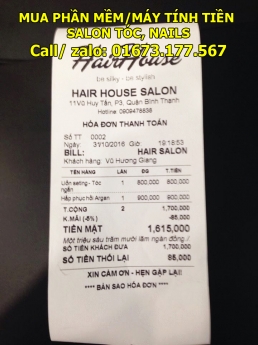 MUA PHẦN MỀM/MÁY TÍNH TIỀN
SALON TÓC, NAILS
Call/ zalo: 01673.177.567
HairHouse
HAIR HOUSE SALON
11V0 Huy Tấn, P3, Quận Bình Thạnh
Hotline: 0909476838
HÓA ĐƠN THANH TOÁN
Số TT 0002
Ngày: 31/10/2016 Giờ: 19:18:53
BILL: HAIR SALON
Khách hàng: Vũ Hương Giang
TÊN HÀNG LẦN ĐG T.TIỀN
Uốn setting - Tóc ngắn 1 800,000 800,000
Hấp phục hồi Argan 1 900,000 900,000
T.CỘNG 2 1,700,000
K.MÃI (-5%) -85,000
TIỀN MẶT 1,615,000
Một triệu sáu trăm mười lăm ngàn đồng./
SỐ TIỀN KHÁCH ĐƯA 1,700,000
SỐ TIỀN THỐI LẠI 85,000
XIN CÁM ƠN - HẸN GẶP LẠI!
**** BẢN SAO HÓA ĐƠN ****